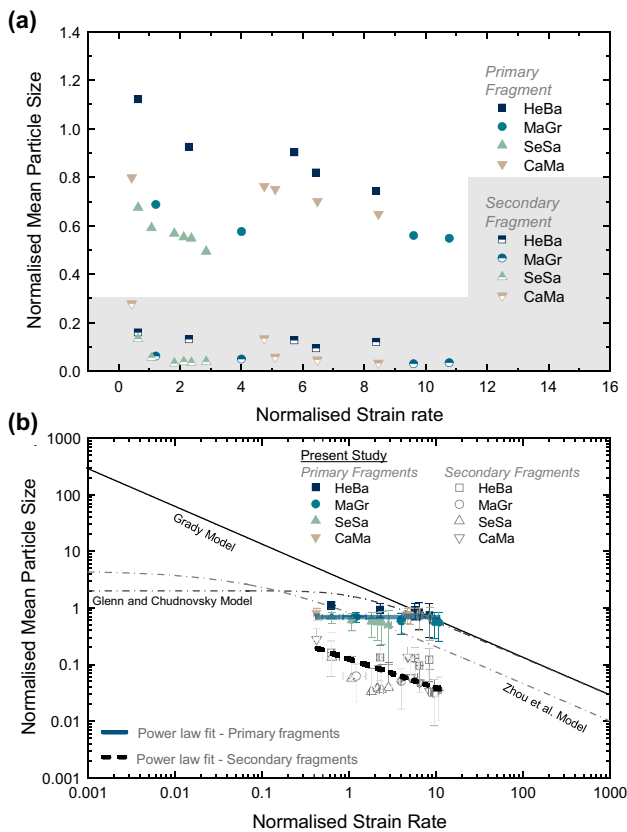 (a)
1.4
1.2
1.0
0.8
0.6
0.4
0.2
0.0
Normalised Mean Particle Size
Primary
Fragment
HeBa
MaGr
SeSa
CaMa
Secondary
Fragment
HeBa
MaGr
SeSa
CaMa
0 2 4 6 8 10 12 14 16
Normalised Strain rate
(b)
1000
100
10
1
0.1
0.01
0.001
Normalised Mean Particle Size
Present Study
Primary Fragments
HeBa
MaGr
SeSa
CaMa
Secondary Fragments
HeBa
MaGr
SeSa
CaMa
Grady Model
Glenn and Chudnovsky Model
Zhou et al. Model
Power law fit - Primary fragments
Power law fit - Secondary fragments
0.001 0.01 0.1 1 10 100 1000
Normalised Strain Rate